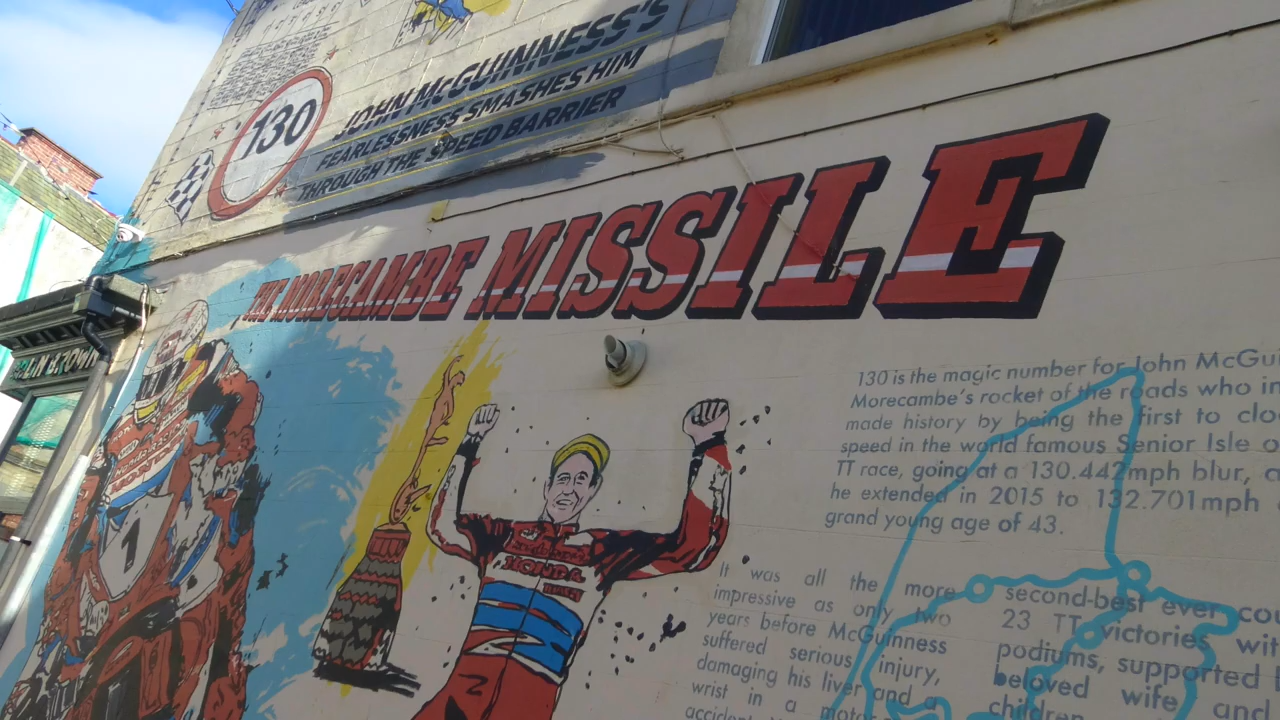 130
JOHN McGUINNESS'S
FEARLESSNESS SMASHES HIM
THROUGH THE SPEED BARRIER
THE MORECAMBE MISSILE
130 is the magic number for John McGui
Morecambe's rocket of the roads who in
made history by being the first to clo
speed in the world famous Senior Isle o
TT race, going at a 130.442mph blur, a
he extended in 2015 to 132.701mph
grand young age of 43.
It was all the more
impressive as only two
years before McGuinness
suffered serious injury,
damaging his liver and a
wrist in a motor
second-best ever cou
23 TT victories wit
podiums, supported
beloved wife and
children
HONDA
1
HONDA